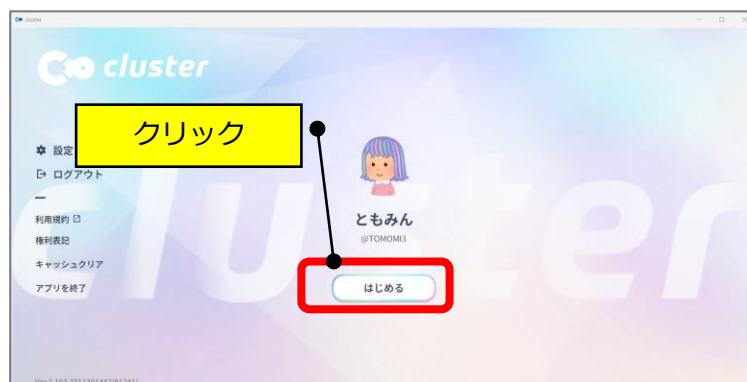 cluster
cluster
クリック
設定
ログアウト
利用規約
権利表記
キャッシュクリア
アプリを終了
ともみん
@TOMOMI3
はじめる
cluster